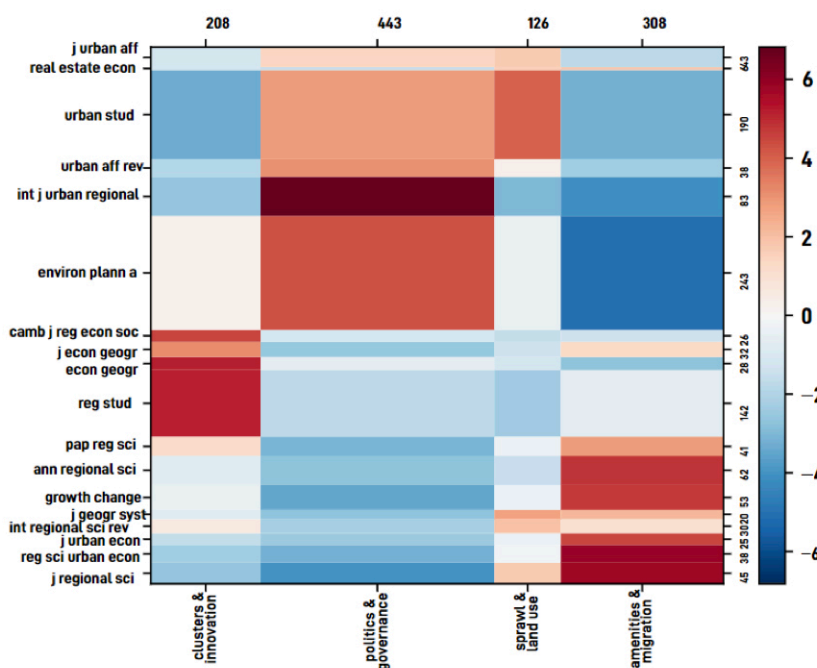 208 443 126 308
j urban aff
real estate econ
urban stud 190
urban aff rev 38
int j urban regional 83
environ plann a 243
camb j reg econ soc 26
j econ geogr 32
econ geogr 28
reg stud 142
pap reg sci 41
ann regional sci 62
growth change 53
j geogr syst 20
int regional sci rev 30
j urban econ 25
reg sci urban econ 38
j regional sci 45
clusters &
innovation
politics &
governance
sprawl &
land use
amenities &
migration
6
4
2
0
−2
−4
−6